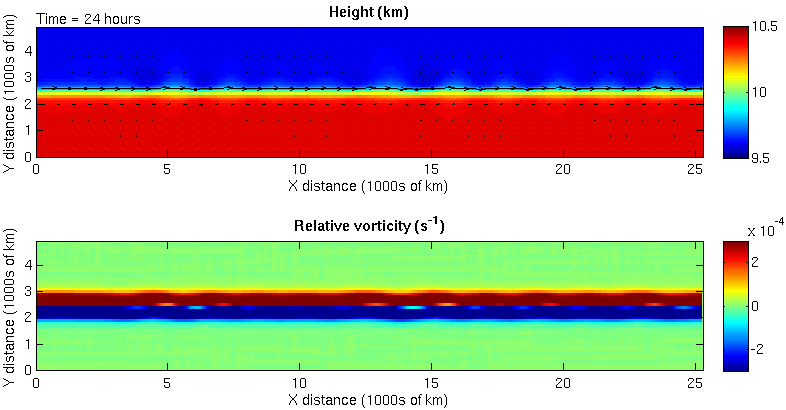 Height (km)
Time = 24 hours
Y distance (1000s of km)
4
3
2
1
0
0 5 10 15 20 25
X distance (1000s of km)
10.5
10
9.5
Relative vorticity (s⁻¹)
Y distance (1000s of km)
4
3
2
1
0
0 5 10 15 20 25
X distance (1000s of km)
x 10⁻⁴
2
0
-2